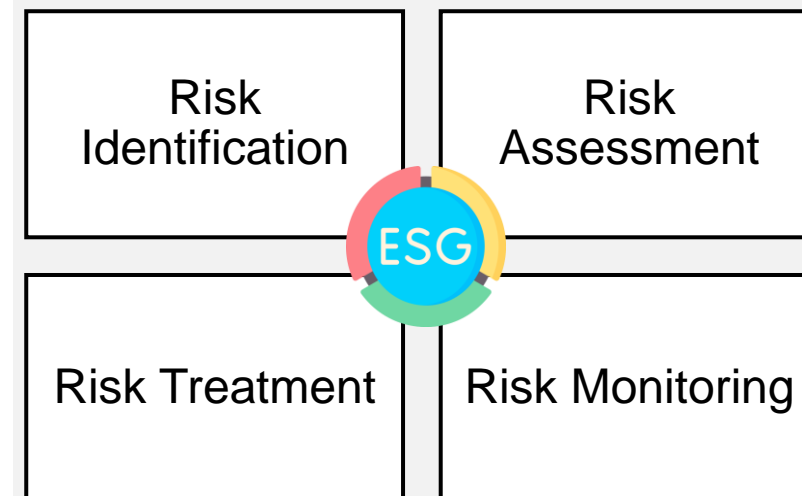 Risk
Identification
Risk
Assessment
ESG
Risk Treatment
Risk Monitoring